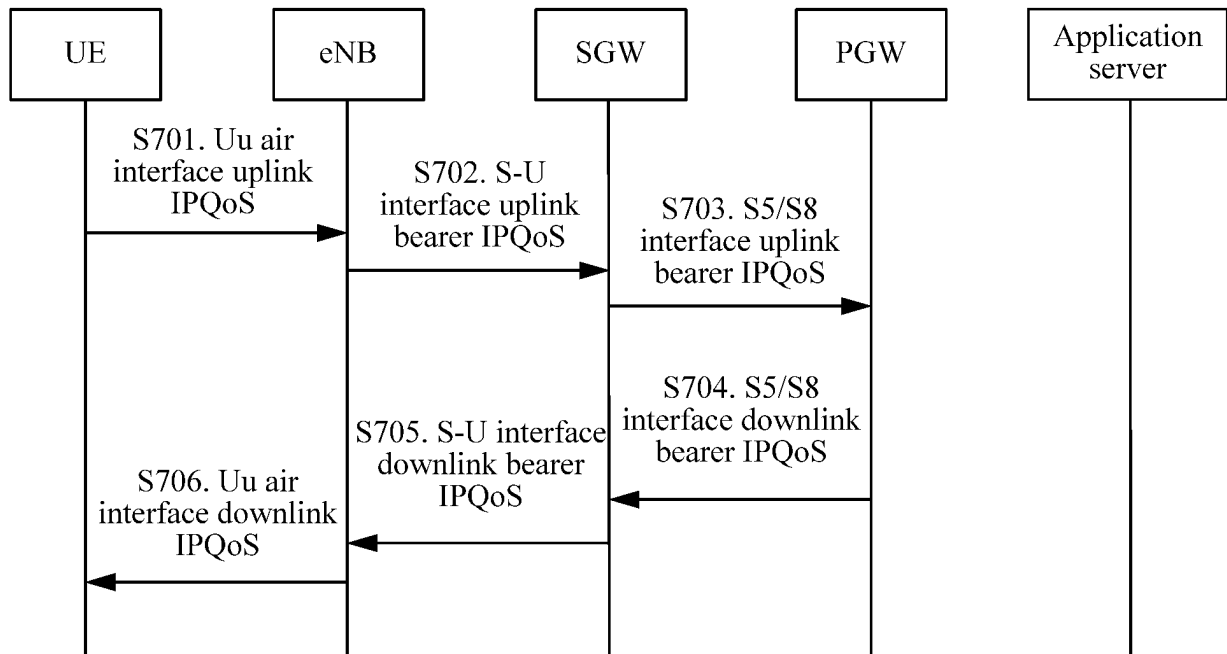 UE
eNB
SGW
PGW
Application
server
S701. Uu air
interface uplink
IPQoS
S702. S-U
interface uplink
bearer IPQoS
S703. S5/S8
interface uplink
bearer IPQoS
S704. S5/S8
interface downlink
bearer IPQoS
S705. S-U interface
downlink bearer
IPQoS
S706. Uu air
interface downlink
IPQoS